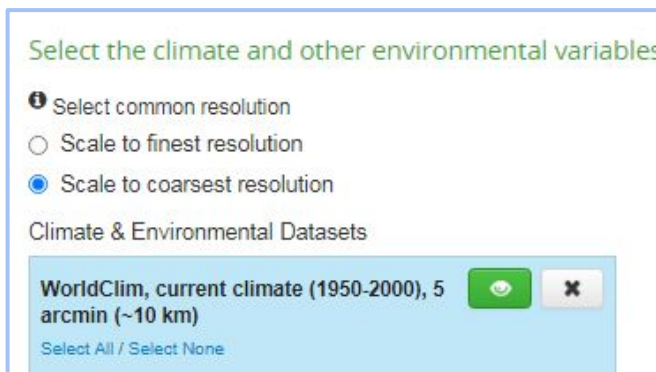 Select the climate and other environmental variables
Select common resolution
Scale to finest resolution
Scale to coarsest resolution
Climate & Environmental Datasets
WorldClim, current climate (1950-2000), 5
arcmin (~10 km)
Select All / Select None